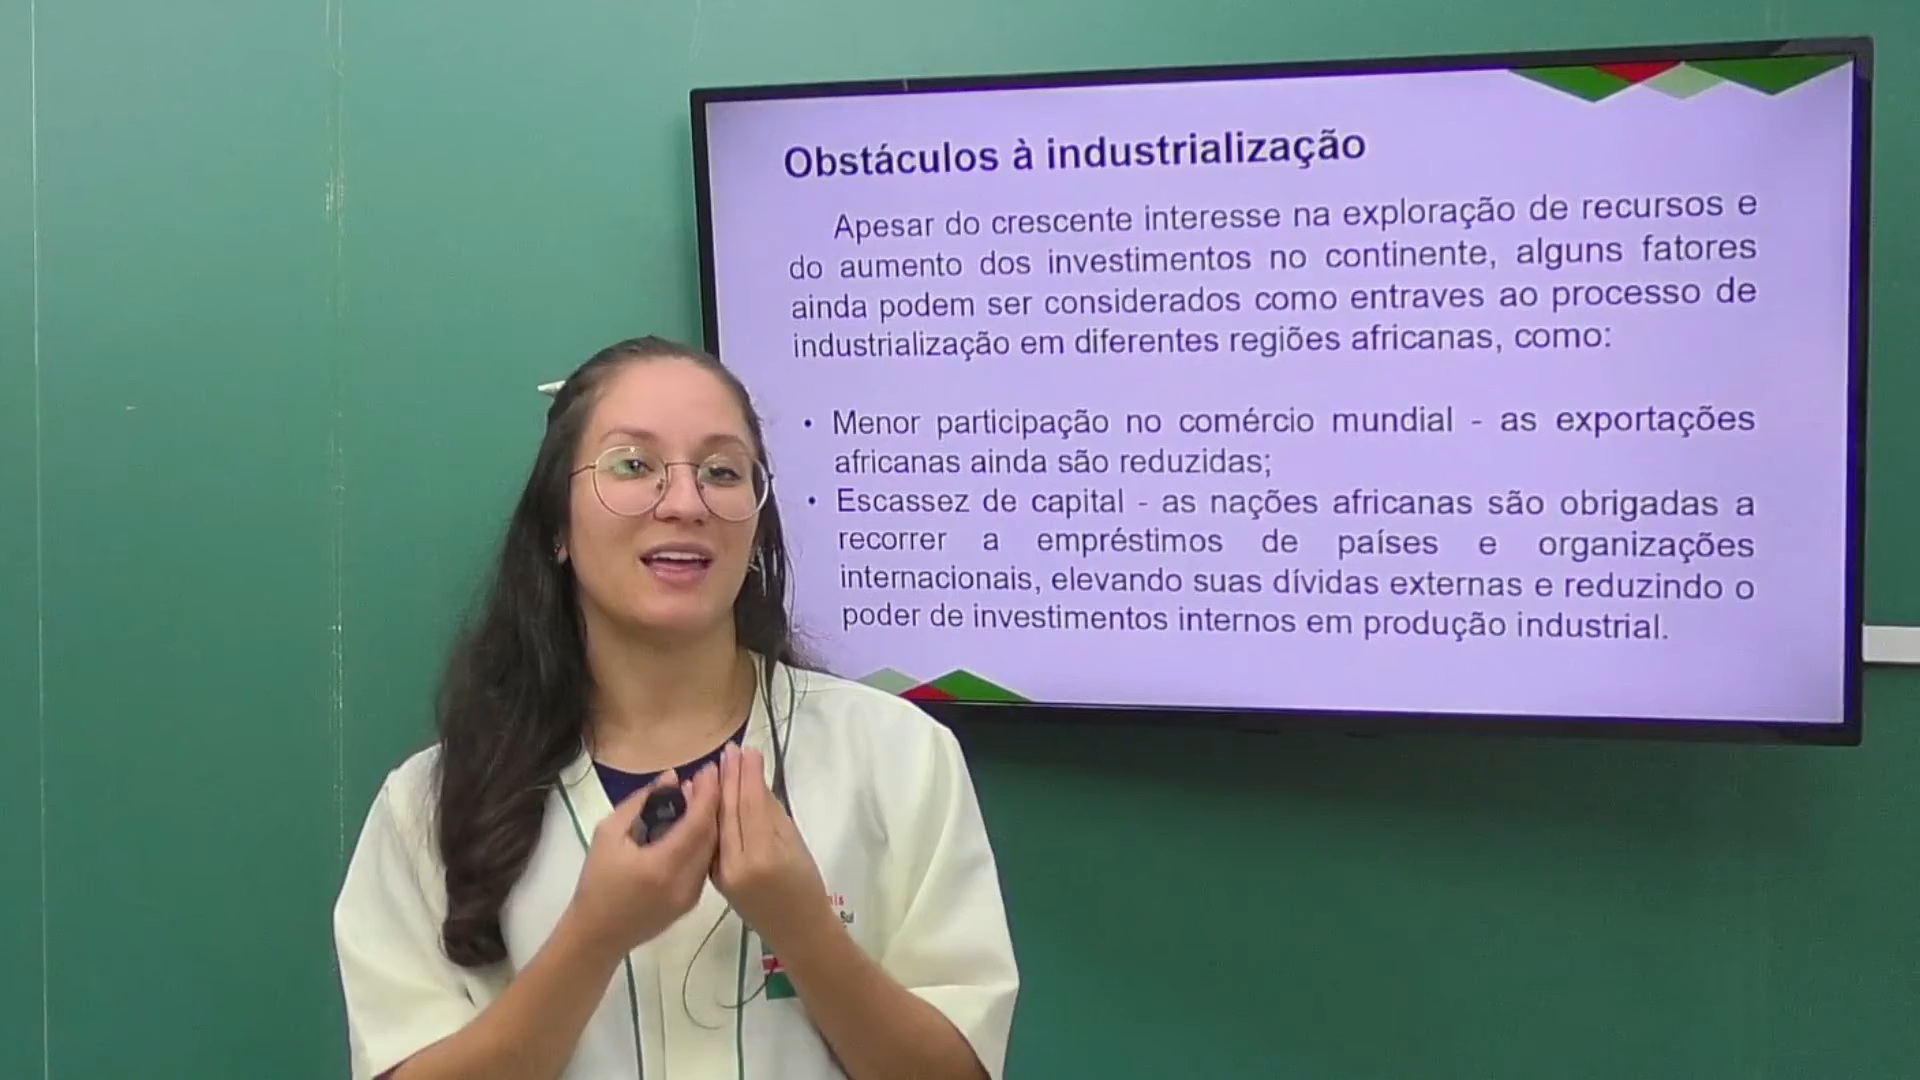 Obstáculos à industrialização
Apesar do crescente interesse na exploração de recursos e
do aumento dos investimentos no continente, alguns fatores
ainda podem ser considerados como entraves ao processo de
industrialização em diferentes regiões africanas, como:
• Menor participação no comércio mundial - as exportações
africanas ainda são reduzidas;
• Escassez de capital - as nações africanas são obrigadas a
recorrer a empréstimos de países e organizações
internacionais, elevando suas dívidas externas e reduzindo o
poder de investimentos internos em produção industrial.
Sul